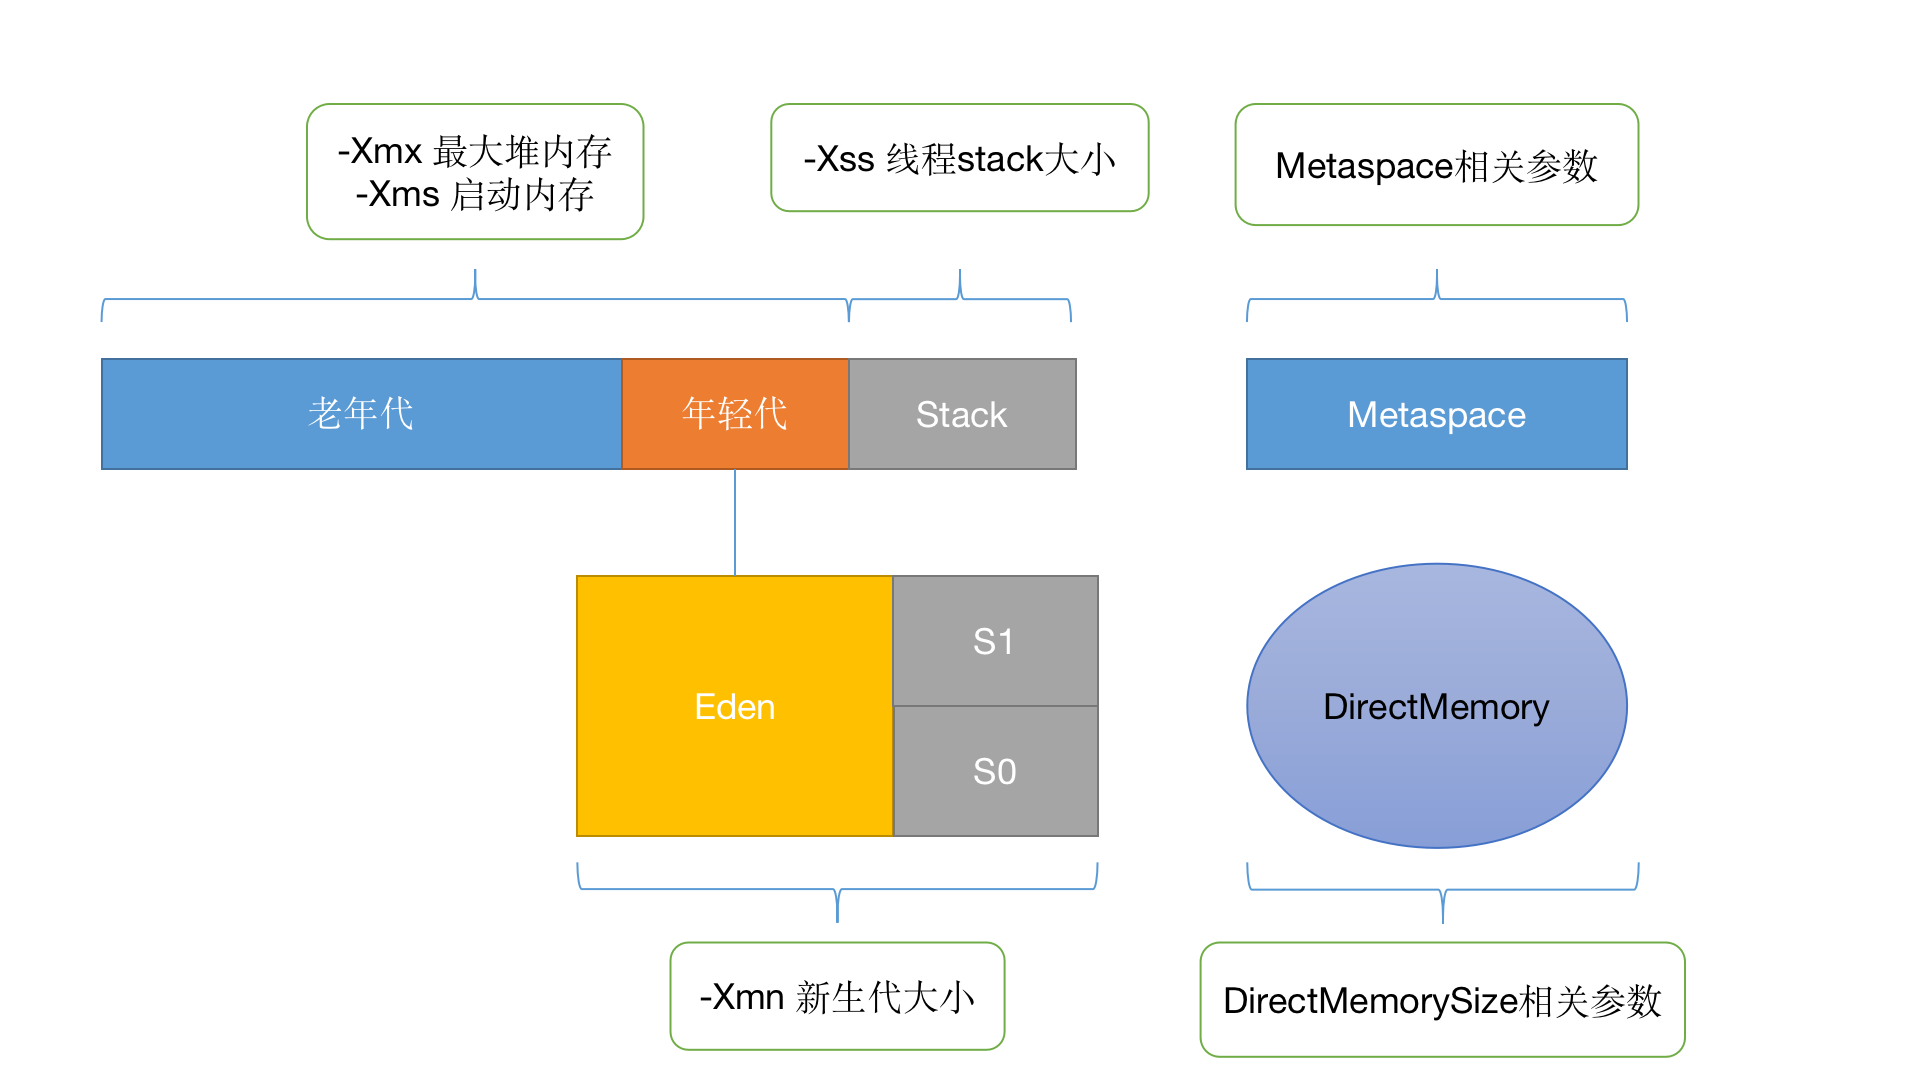 -Xmx 最大堆内存
-Xms 启动内存
-Xss 线程stack大小
Metaspace相关参数
老年代
年轻代
Stack
Metaspace
Eden
S1
S0
DirectMemory
-Xmn 新生代大小
DirectMemorySize相关参数